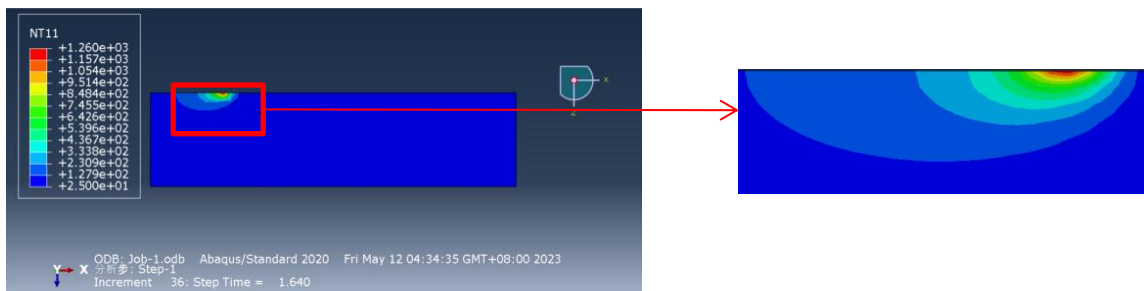 NT11
+1.260e+03
+1.157e+03
+1.054e+03
+9.514e+02
+8.484e+02
+7.455e+02
+6.426e+02
+5.396e+02
+4.367e+02
+3.338e+02
+2.309e+02
+1.279e+02
+2.500e+01
X
Z
ODB: Job-1.odb Abaqus/Standard 2020 Fri May 12 04:34:35 GMT+08:00 2023
Y X 分析步: Step-1
Increment 36: Step Time = 1.640